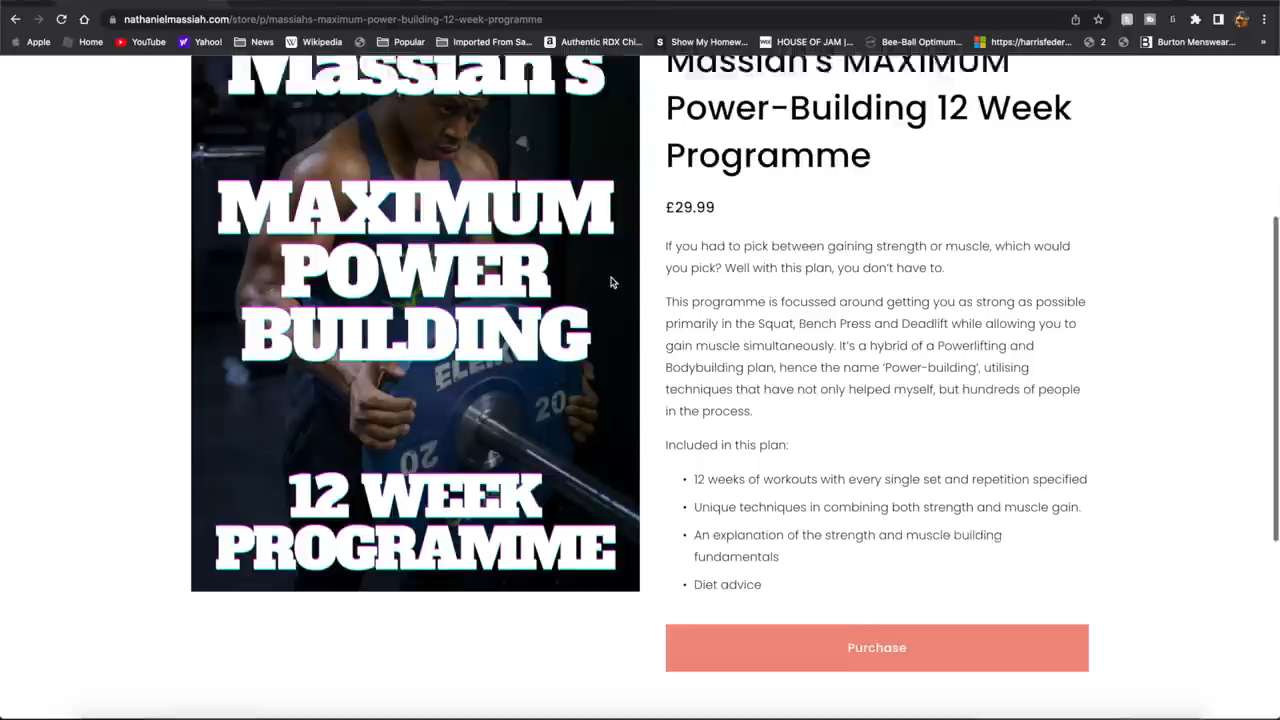 nathanielmassiah.com/store/p/massiahs-maximum-power-building-12-week-programme
Apple
Home
YouTube
Yahoo!
News
Wikipedia
Popular
Imported From Sa...
Authentic RDX Chi...
Show My Homew...
HOUSE OF JAM |...
Bee-Ball Optimum...
https://harrisfeder...
2
Burton Menswear...
»
Massiah's
MAXIMUM
POWER
BUILDING
20
20
12 WEEK
PROGRAMME
Massiah's MAXIMUM
Power-Building 12 Week
Programme
£29.99
If you had to pick between gaining strength or muscle, which would
you pick? Well with this plan, you don’t have to.
This programme is focussed around getting you as strong as possible
primarily in the Squat, Bench Press and Deadlift while allowing you to
gain muscle simultaneously. It’s a hybrid of a Powerlifting and
Bodybuilding plan, hence the name ‘Power-building’, utilising
techniques that have not only helped myself, but hundreds of people
in the process.
Included in this plan:
• 12 weeks of workouts with every single set and repetition specified
• Unique techniques in combining both strength and muscle gain.
• An explanation of the strength and muscle building
fundamentals
• Diet advice
Purchase